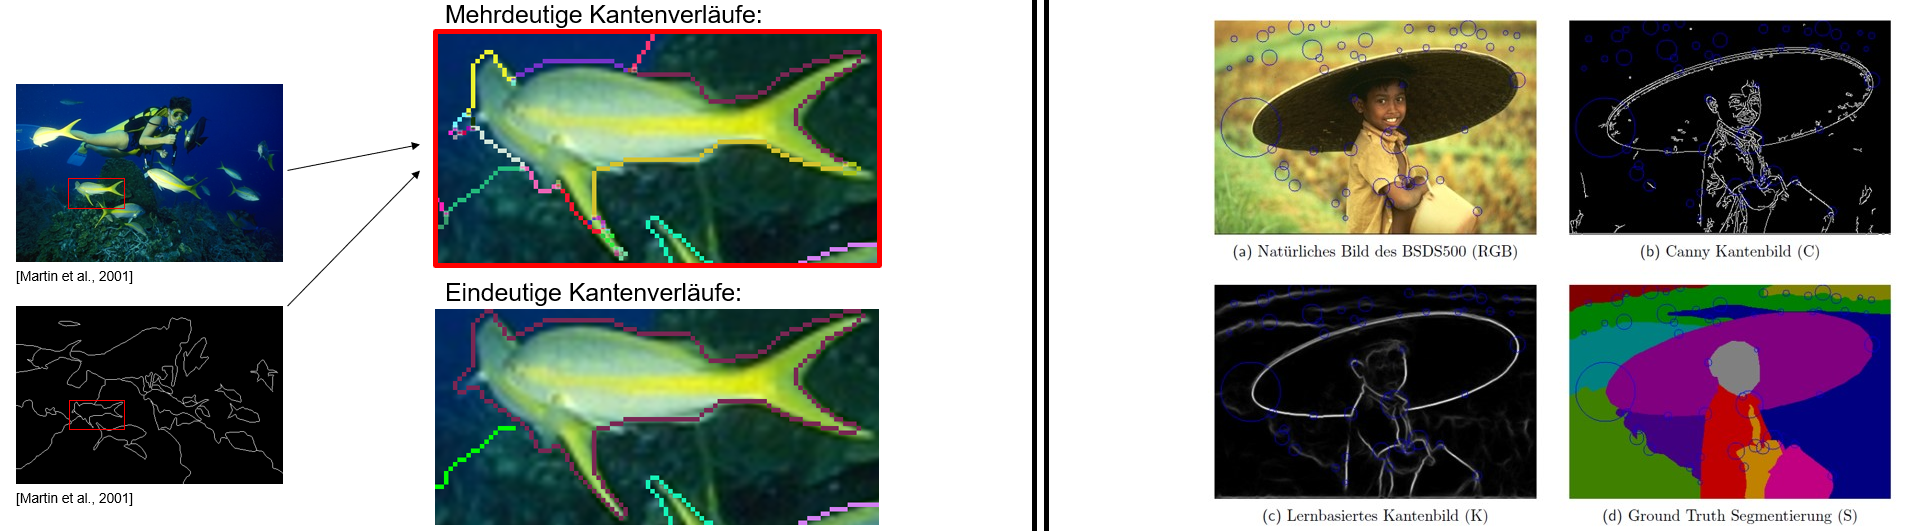 Mehrdeutige Kantenverläufe:
[Martin et al., 2001]
Eindeutige Kantenverläufe:
[Martin et al., 2001]
(a) Natürliches Bild des BSDS500 (RGB)
(b) Canny Kantenbild (C)
(c) Lernbasiertes Kantenbild (K)
(d) Ground Truth Segmentierung (S)